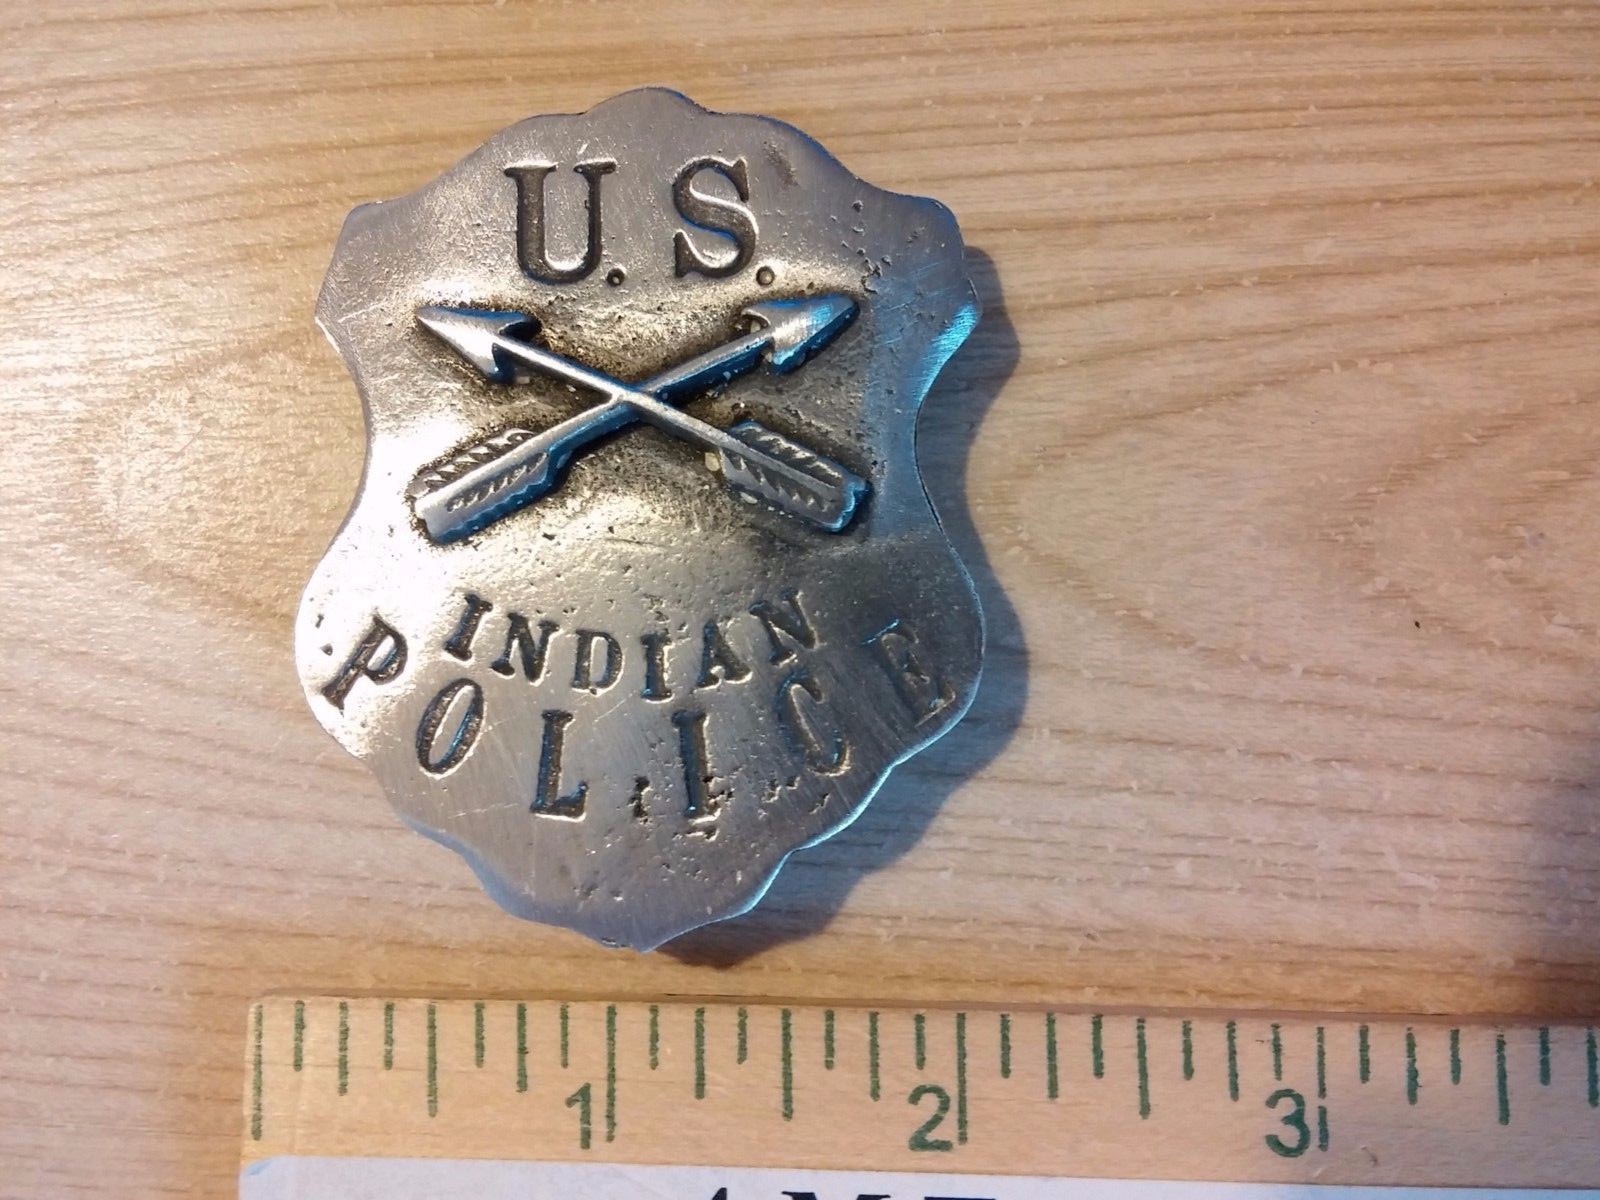 U.S.
INDIAN
POLICE
1 2 3